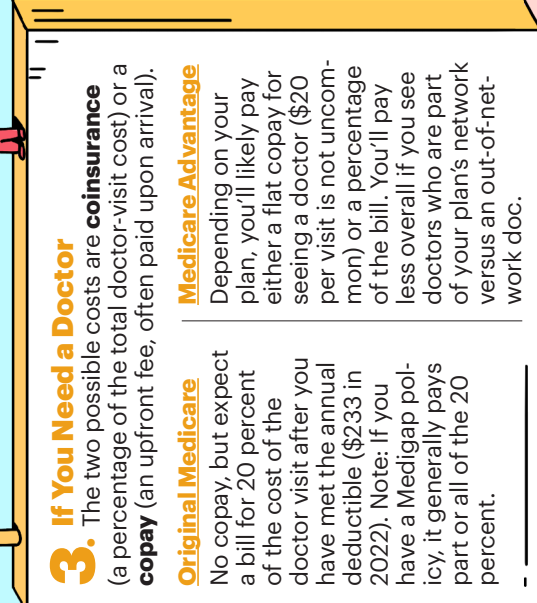 3. If You Need a Doctor
The two possible costs are coinsurance
(a percentage of the total doctor-visit cost) or a
copay (an upfront fee, often paid upon arrival).
Original Medicare
No copay, but expect
a bill for 20 percent
of the cost of the
doctor visit after you
have met the annual
deductible ($233 in
2022). Note: If you
have a Medigap pol-
icy, it generally pays
part or all of the 20
percent.
Medicare Advantage
Depending on your
plan, you’ll likely pay
either a flat copay for
seeing a doctor ($20
per visit is not uncom-
mon) or a percentage
of the bill. You’ll pay
less overall if you see
doctors who are part
of your plan’s network
versus an out-of-net-
work doc.